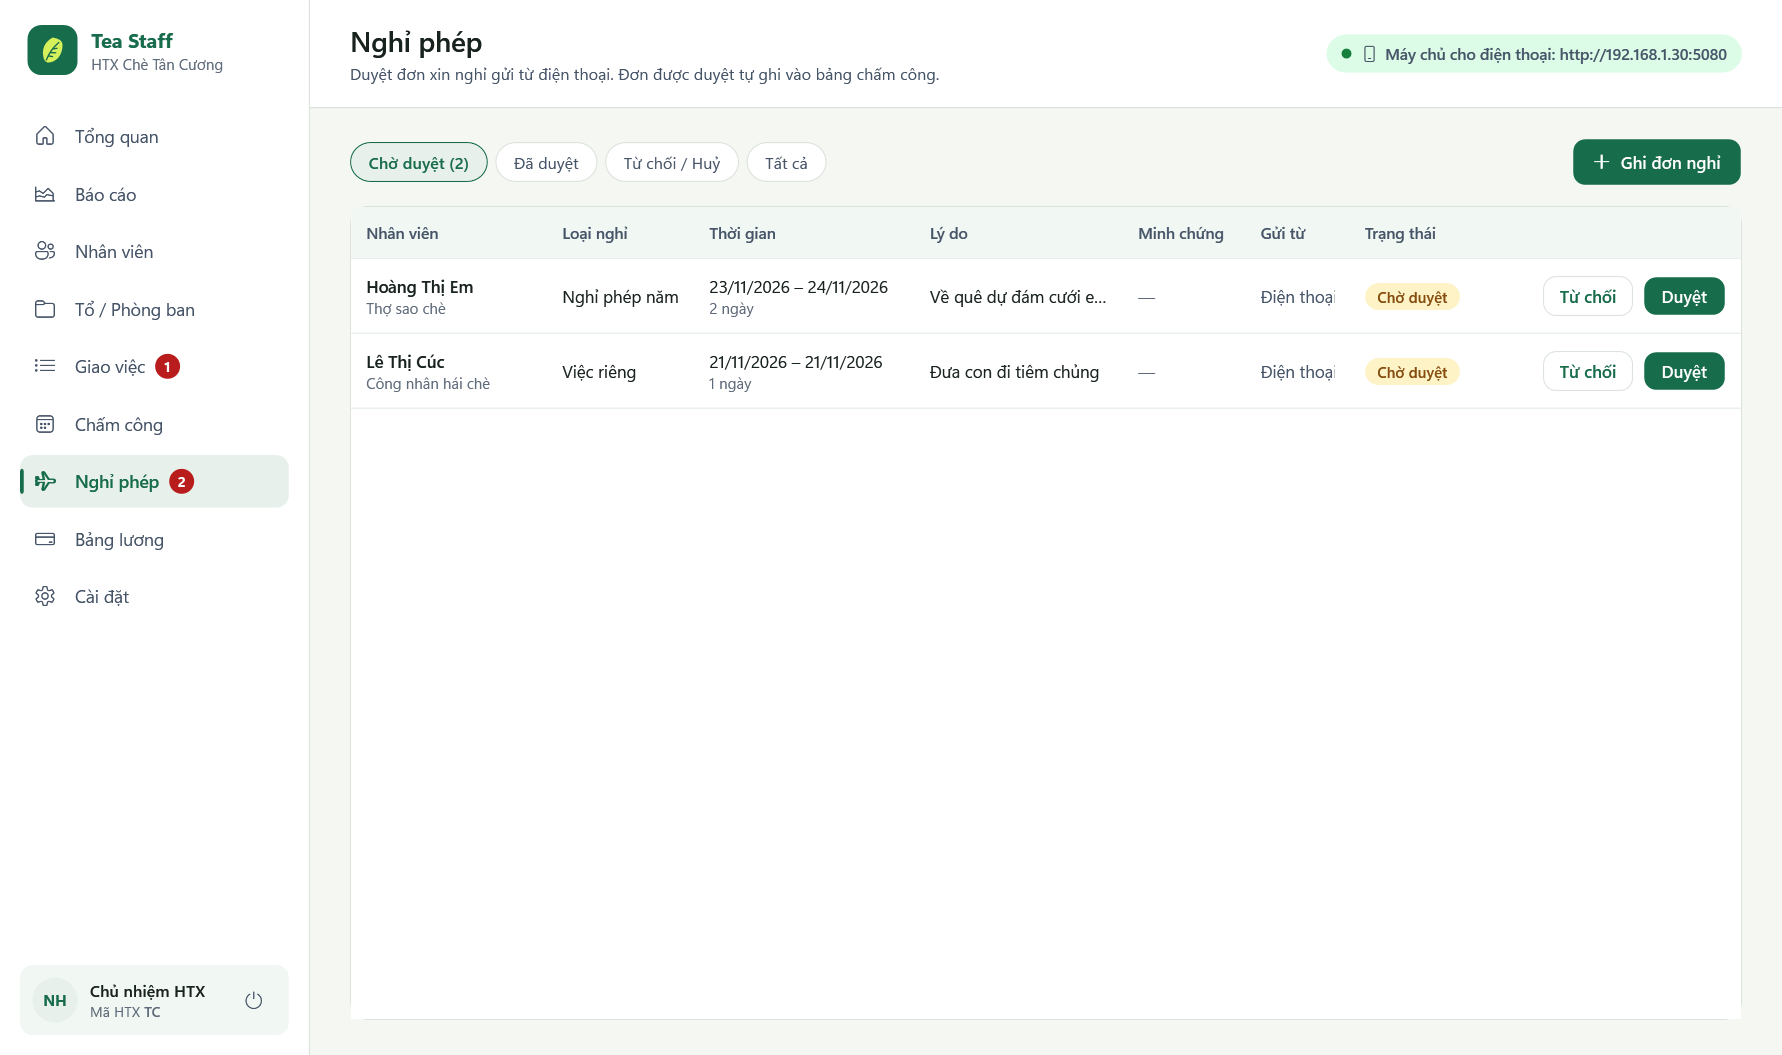 Tea Staff
HTX Chè Tân Cương
Tổng quan
Báo cáo
Nhân viên
Tổ / Phòng ban
Giao việc 1
Chấm công
Nghỉ phép 2
Bảng lương
Cài đặt
NH
Chủ nhiệm HTX
Mã HTX TC
Nghỉ phép
Duyệt đơn xin nghỉ gửi từ điện thoại. Đơn được duyệt tự ghi vào bảng chấm công.
Máy chủ cho điện thoại: http://192.168.1.30:5080
Chờ duyệt (2) Đã duyệt Từ chối / Huỷ Tất cả
Ghi đơn nghỉ
Nhân viên Loại nghỉ Thời gian Lý do Minh chứng Gửi từ Trạng thái
Hoàng Thị Em
Thợ sao chè
Nghỉ phép năm
23/11/2026 – 24/11/2026
2 ngày
Về quê dự đám cưới e...
—
Điện thoại
Chờ duyệt
Từ chối
Duyệt
Lê Thị Cúc
Công nhân hái chè
Việc riêng
21/11/2026 – 21/11/2026
1 ngày
Đưa con đi tiêm chủng
—
Điện thoại
Chờ duyệt
Từ chối
Duyệt